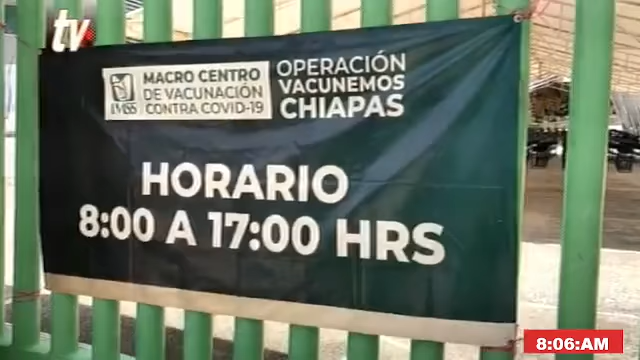 tv
IMSS
MACRO CENTRO
DE VACUNACIÓN
CONTRA COVID-19
OPERACIÓN
VACUNEMOS
CHIAPAS
HORARIO
8:00 A 17:00 HRS
8:06:AM